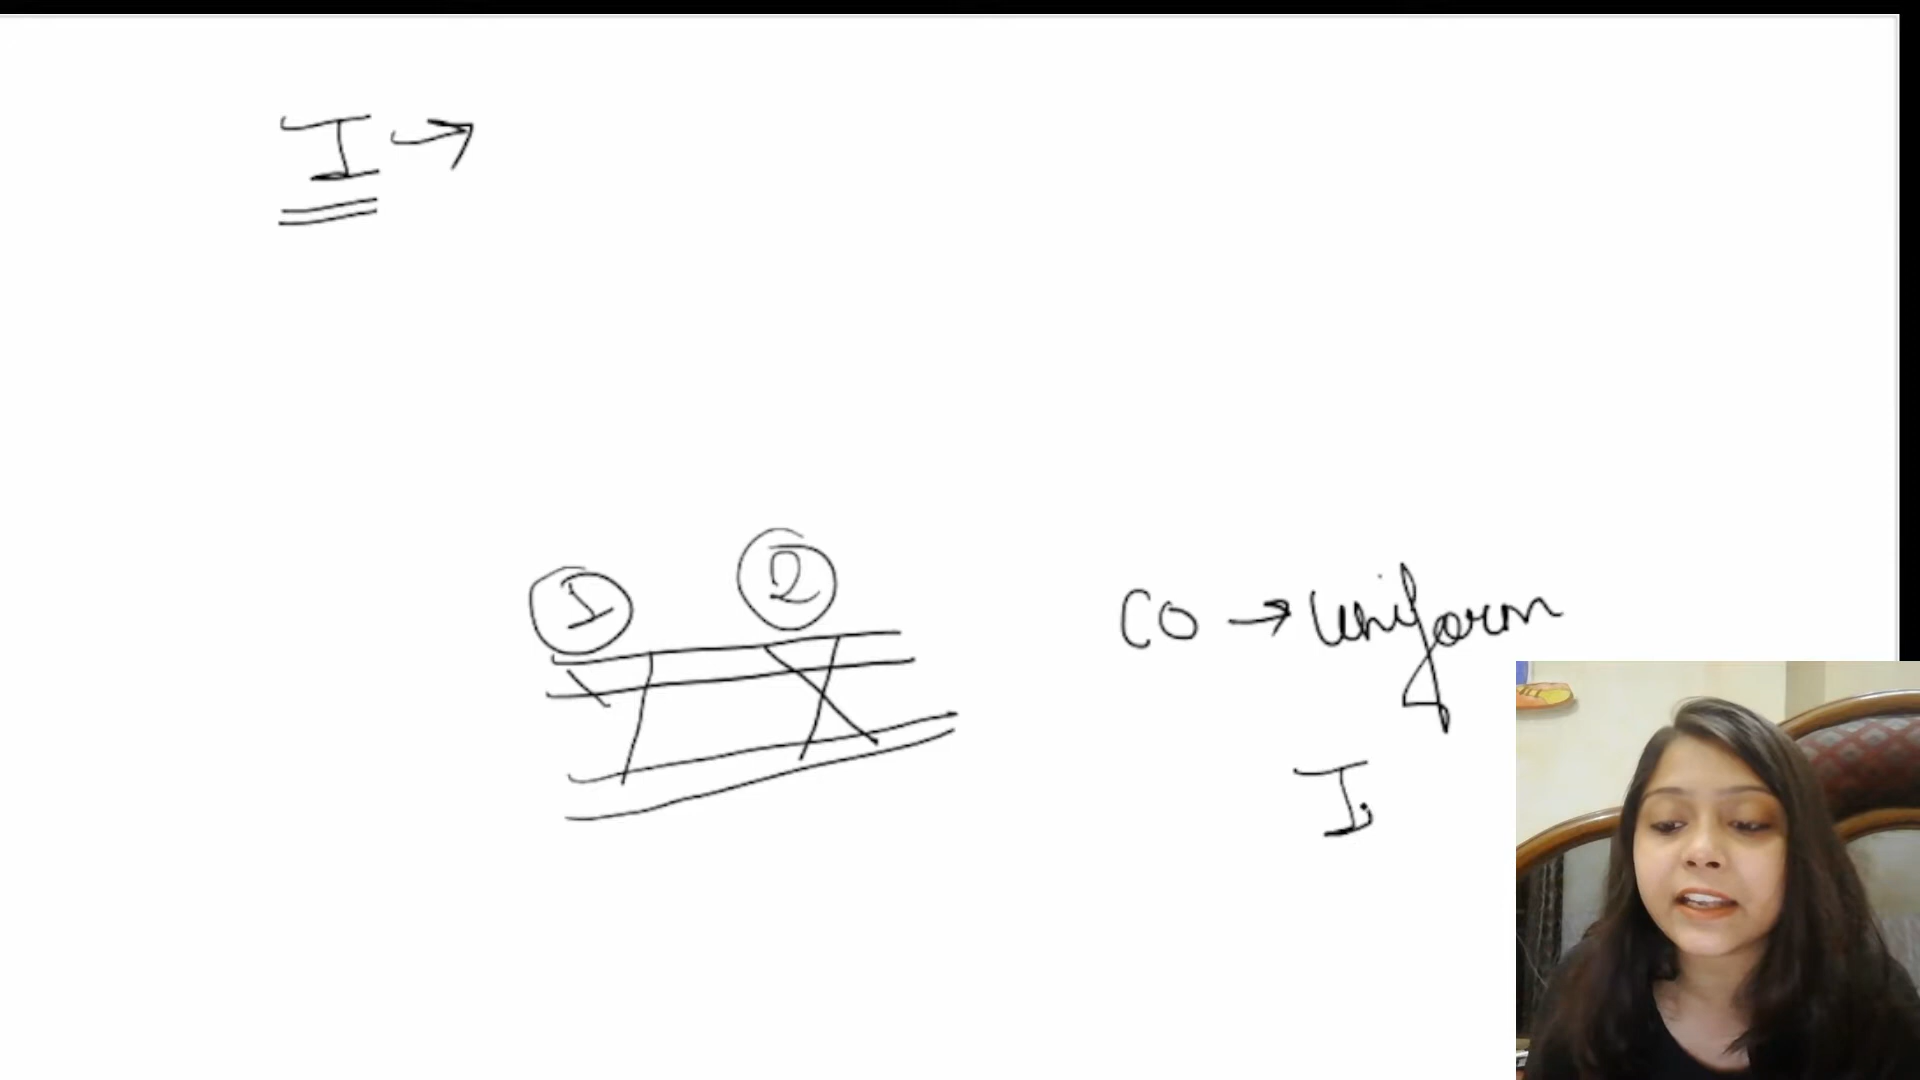 I →
1 2
CO → uniform
I